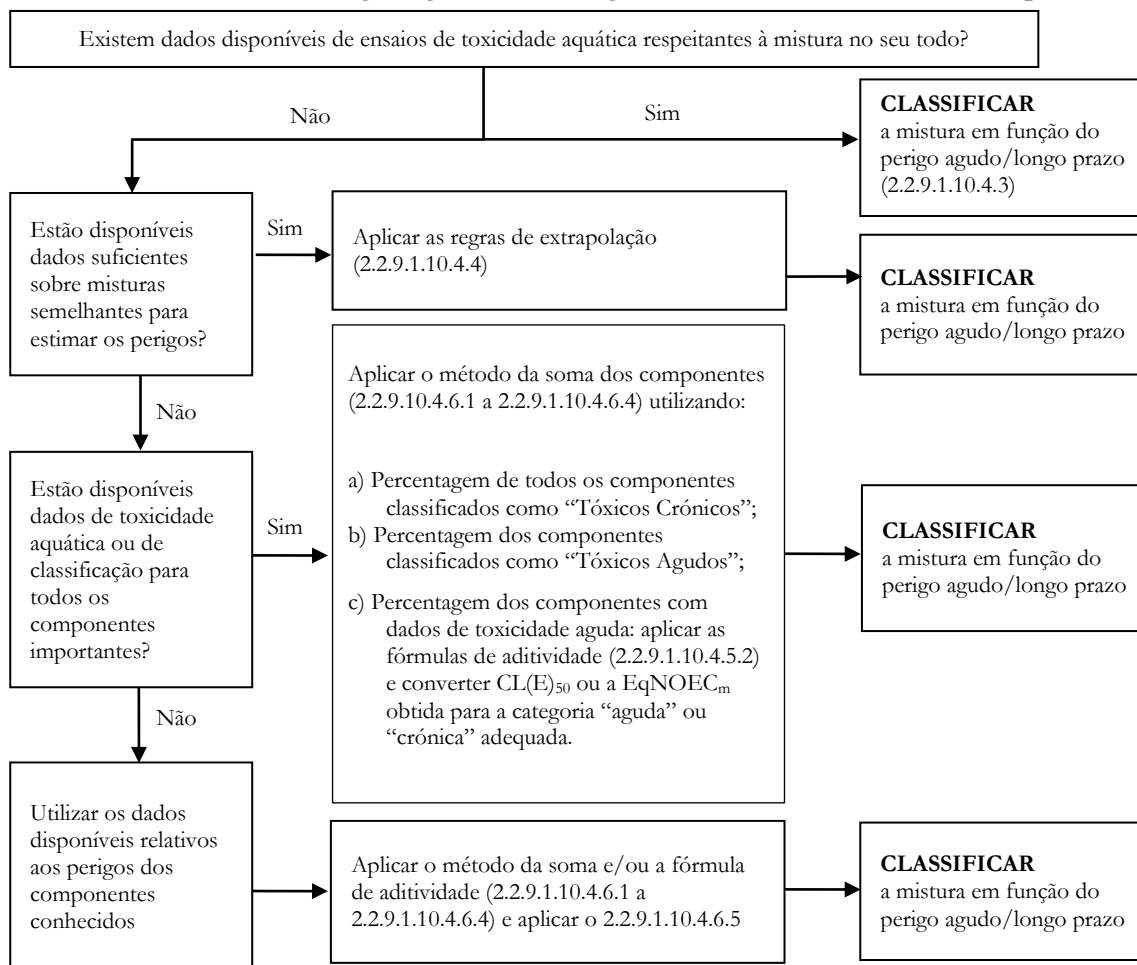 Existem dados disponíveis de ensaios de toxicidade aquática respeitantes à mistura no seu todo?
Não
Sim
CLASSIFICAR
a mistura em função do
perigo agudo/longo prazo
(2.2.9.1.10.4.3)
Estão disponíveis
dados suficientes
sobre misturas
semelhantes para
estimar os perigos?
Sim
Aplicar as regras de extrapolação
(2.2.9.1.10.4.4)
CLASSIFICAR
a mistura em função do
perigo agudo/longo prazo
Não
Aplicar o método da soma dos componentes
(2.2.9.10.4.6.1 a 2.2.9.1.10.4.6.4) utilizando:
a) Percentagem de todos os componentes
classificados como “Tóxicos Crónicos”;
b) Percentagem dos componentes
classificados como “Tóxicos Agudos”;
c) Percentagem dos componentes com
dados de toxicidade aguda: aplicar as
fórmulas de aditividade (2.2.9.1.10.4.5.2)
e converter CL(E)50 ou a EqNOECm
obtida para a categoria “aguda” ou
“crónica” adequada.
Estão disponíveis
dados de toxicidade
aquática ou de
classificação para
todos os
componentes
importantes?
Sim
CLASSIFICAR
a mistura em função do
perigo agudo/longo prazo
Não
Utilizar os dados
disponíveis relativos
aos perigos dos
componentes
conhecidos
Aplicar o método da soma e/ou a fórmula
de aditividade (2.2.9.1.10.4.6.1 a
2.2.9.1.10.4.6.4) e aplicar o 2.2.9.1.10.4.6.5
CLASSIFICAR
a mistura em função do
perigo agudo/longo prazo